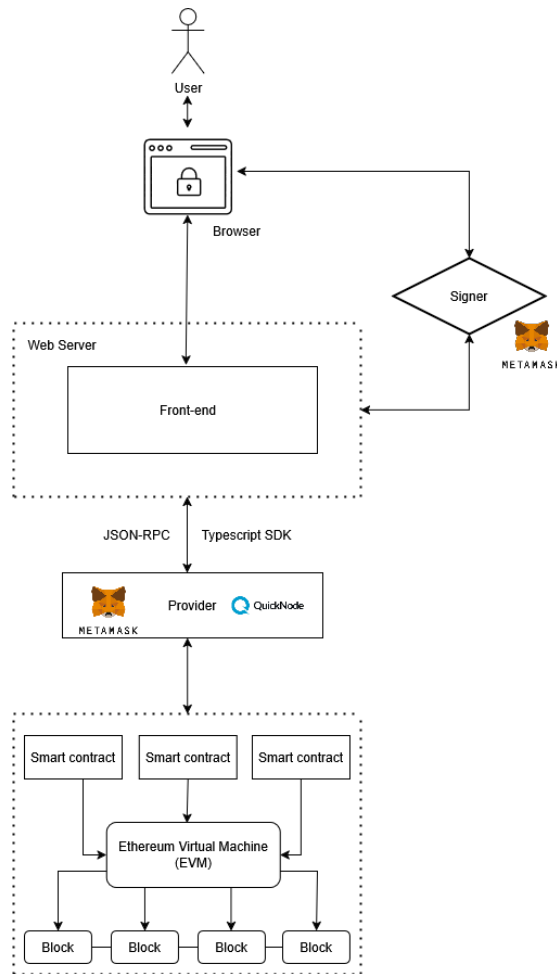 User
Browser
Signer
METAMASK
Web Server
Front-end
JSON-RPC
Typescript SDK
Provider
QuickNode
METAMASK
Smart contract
Smart contract
Smart contract
Ethereum Virtual Machine
(EVM)
Block
Block
Block
Block